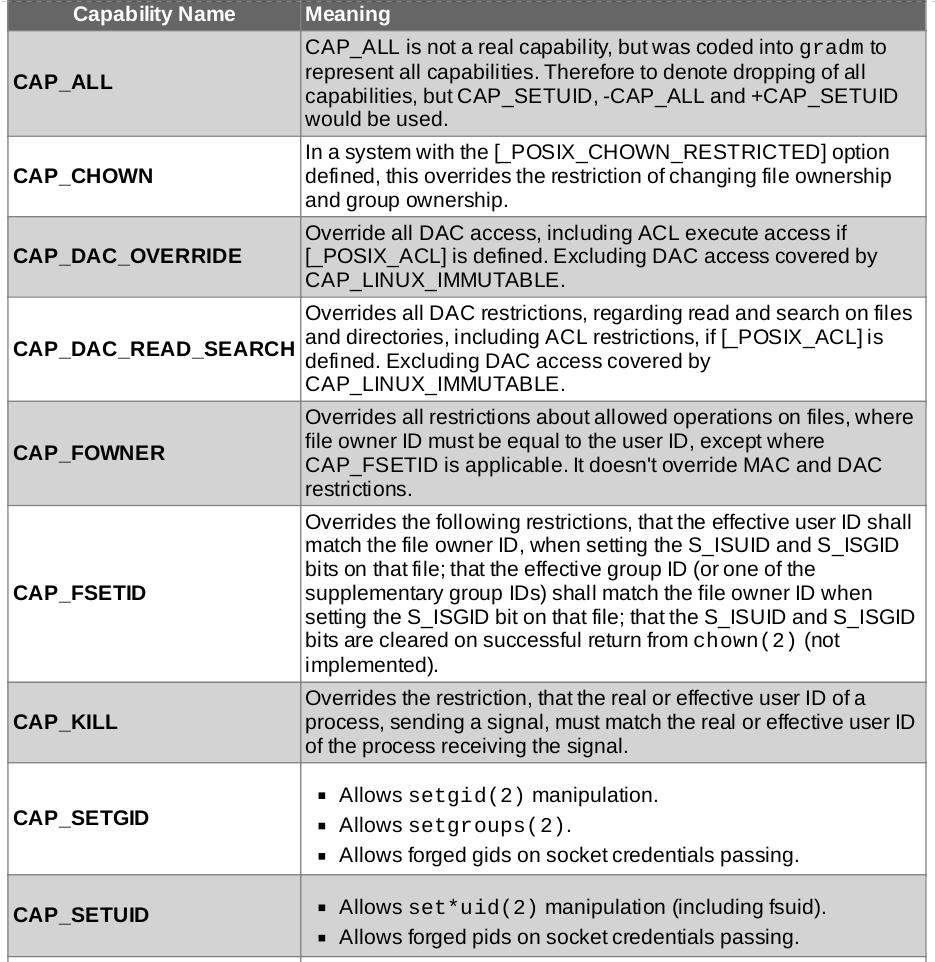 Capability Name
Meaning
CAP_ALL
CAP_ALL is not a real capability, but was coded into gradm to
represent all capabilities. Therefore to denote dropping of all
capabilities, but CAP_SETUID, -CAP_ALL and +CAP_SETUID
would be used.
CAP_CHOWN
In a system with the [_POSIX_CHOWN_RESTRICTED] option
defined, this overrides the restriction of changing file ownership
and group ownership.
CAP_DAC_OVERRIDE
Override all DAC access, including ACL execute access if
[_POSIX_ACL] is defined. Excluding DAC access covered by
CAP_LINUX_IMMUTABLE.
CAP_DAC_READ_SEARCH
Overrides all DAC restrictions, regarding read and search on files
and directories, including ACL restrictions, if [_POSIX_ACL] is
defined. Excluding DAC access covered by
CAP_LINUX_IMMUTABLE.
CAP_FOWNER
Overrides all restrictions about allowed operations on files, where
file owner ID must be equal to the user ID, except where
CAP_FSETID is applicable. It doesn't override MAC and DAC
restrictions.
CAP_FSETID
Overrides the following restrictions, that the effective user ID shall
match the file owner ID, when setting the S_ISUID and S_ISGID
bits on that file; that the effective group ID (or one of the
supplementary group IDs) shall match the file owner ID when
setting the S_ISGID bit on that file; that the S_ISUID and S_ISGID
bits are cleared on successful return from chown(2) (not
implemented).
CAP_KILL
Overrides the restriction, that the real or effective user ID of a
process, sending a signal, must match the real or effective user ID
of the process receiving the signal.
CAP_SETGID
▪ Allows setgid(2) manipulation.
▪ Allows setgroups(2).
▪ Allows forged gids on socket credentials passing.
CAP_SETUID
▪ Allows set*uid(2) manipulation (including fsuid).
▪ Allows forged pids on socket credentials passing.